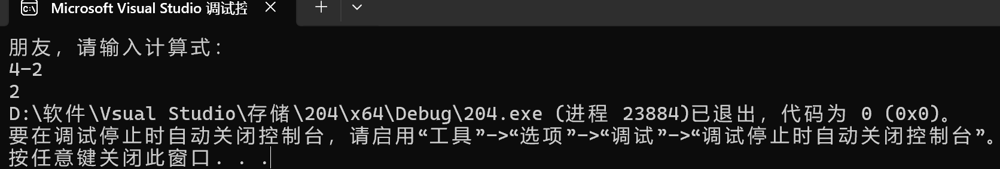 Microsoft Visual Studio 调试控
朋友，请输入计算式：
4-2
2
D:\软件\Vsual Studio\存储\204\x64\Debug\204.exe (进程 23884)已退出，代码为 0 (0x0)。
要在调试停止时自动关闭控制台，请启用“工具”->“选项”->“调试”->“调试停止时自动关闭控制台”。
按任意键关闭此窗口. . .